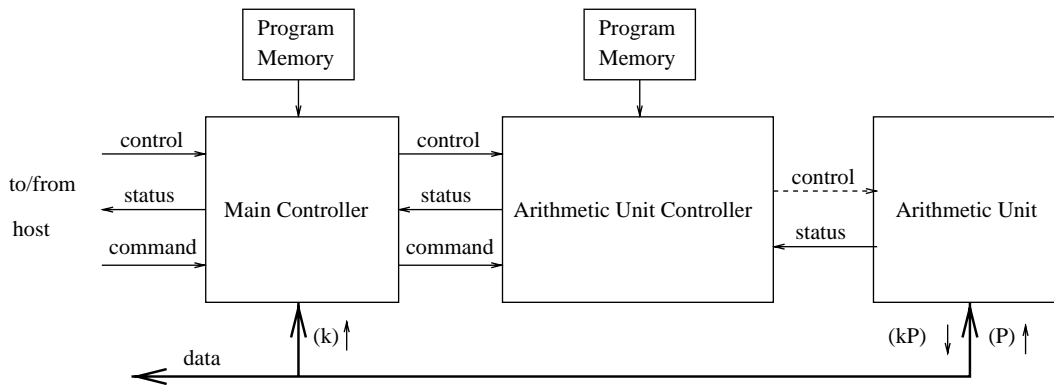 Program
Memory
Program
Memory
control
control
control
to/from
host
status
status
status
Main Controller
Arithmetic Unit Controller
Arithmetic Unit
command
command
(k)
(kP)
(P)
data